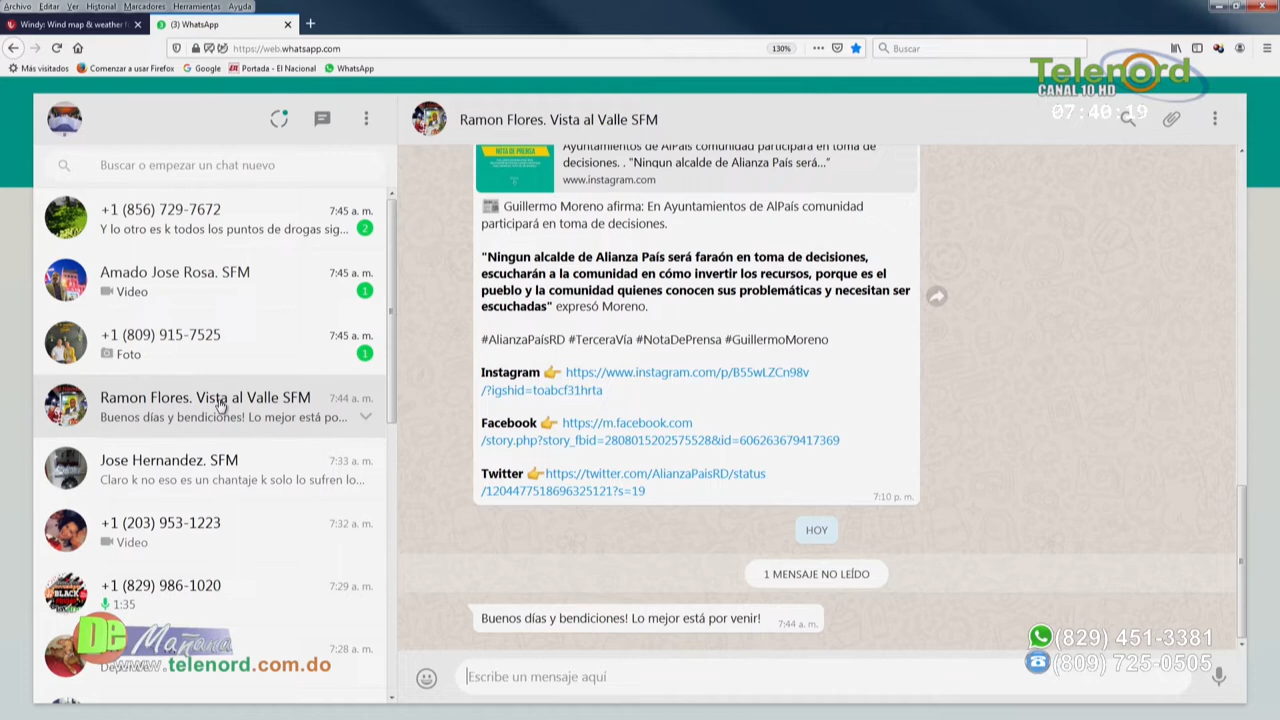 Archivo Editar Ver Historial Marcadores Herramientas Ayuda
Windy: Wind map & weather f
(3) WhatsApp
https://web.whatsapp.com
130%
Buscar
Más visitados Comenzar a usar Firefox Google Portada - El Nacional WhatsApp
Telenord
CANAL 10 HD
07:40:19
Buscar o empezar un chat nuevo
+1 (856) 729-7672 7:45 a. m.
Y lo otro es k todos los puntos de drogas sig... 2
Amado Jose Rosa. SFM 7:45 a. m.
Video 1
+1 (809) 915-7525 7:45 a. m.
Foto 1
Ramon Flores. Vista al Valle SFM 7:44 a. m.
Buenos días y bendiciones! Lo mejor está po...
Jose Hernandez. SFM 7:33 a. m.
Claro k no eso es un chantaje k solo lo sufren lo...
+1 (203) 953-1223 7:32 a. m.
Video
+1 (829) 986-1020 7:29 a. m.
1:35
7:28 a. m.
De Mañana
www.telenord.com.do
Ramon Flores. Vista al Valle SFM
NOTA DE PRENSA
Ayuntamientos de AlPaís comunidad participará en toma de
decisiones. . "Ningun alcalde de Alianza País será..."
www.instagram.com
Guillermo Moreno afirma: En Ayuntamientos de AlPaís comunidad
participará en toma de decisiones.
"Ningun alcalde de Alianza País será faraón en toma de decisiones,
escucharán a la comunidad en cómo invertir los recursos, porque es el
pueblo y la comunidad quienes conocen sus problemáticas y necesitan ser
escuchadas" expresó Moreno.
#AlianzaPaísRD #TerceraVía #NotaDePrensa #GuillermoMoreno
Instagram 👉 https://www.instagram.com/p/B55wLZCn98v
/?igshid=toabcf31hrta
Facebook 👉 https://m.facebook.com
/story.php?story_fbid=2808015202575528&id=606263679417369
Twitter 👉https://twitter.com/AlianzaPaisRD/status
/1204477518696325121?s=19
7:10 p. m.
HOY
1 MENSAJE NO LEÍDO
Buenos días y bendiciones! Lo mejor está por venir! 7:44 a. m.
(829) 451-3381
(809) 725-0505
Escribe un mensaje aquí